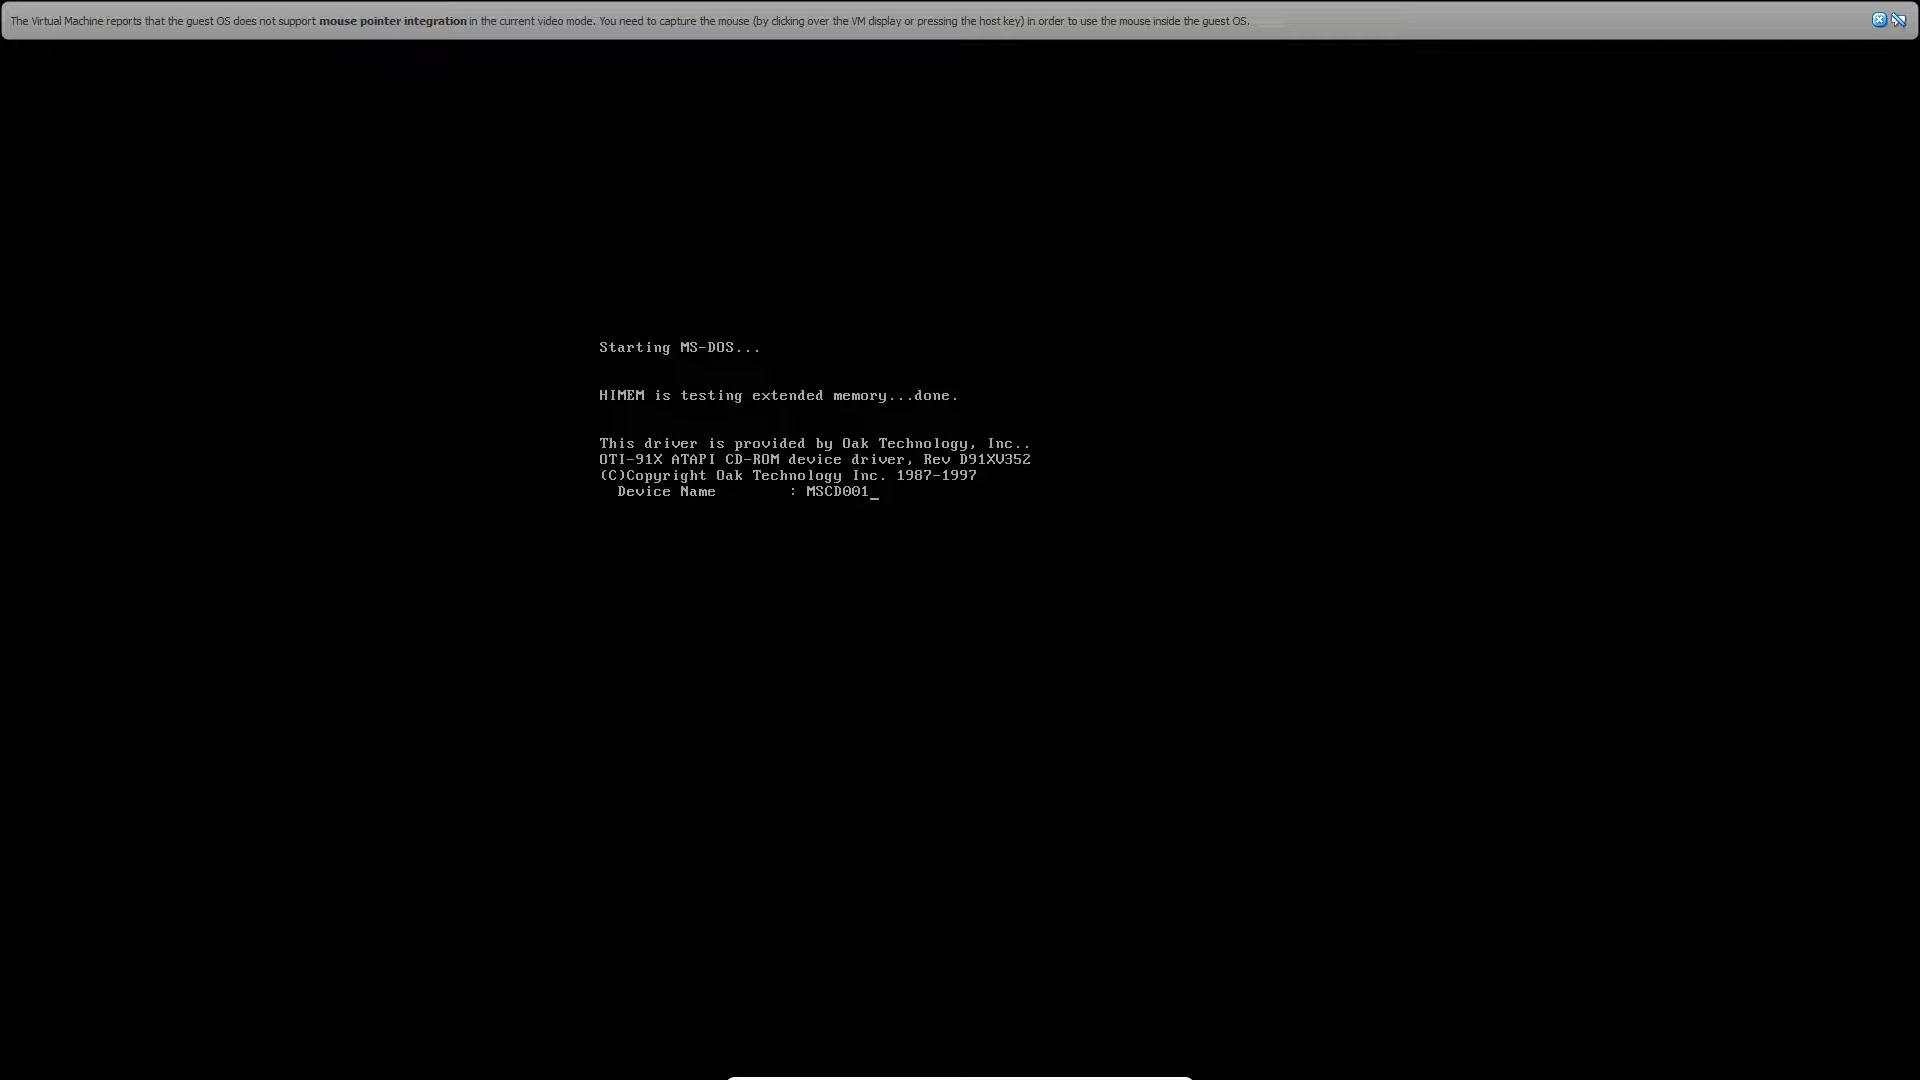 The Virtual Machine reports that the guest OS does not support mouse pointer integration in the current video mode. You need to capture the mouse (by clicking over the VM display or pressing the host key) in order to use the mouse inside the guest OS.
Starting MS-DOS...
HIMEM is testing extended memory...done.
This driver is provided by Oak Technology, Inc..
OTI-91X ATAPI CD-ROM device driver, Rev D91XV352
(C)Copyright Oak Technology Inc. 1987-1997
Device Name : MSCD001_